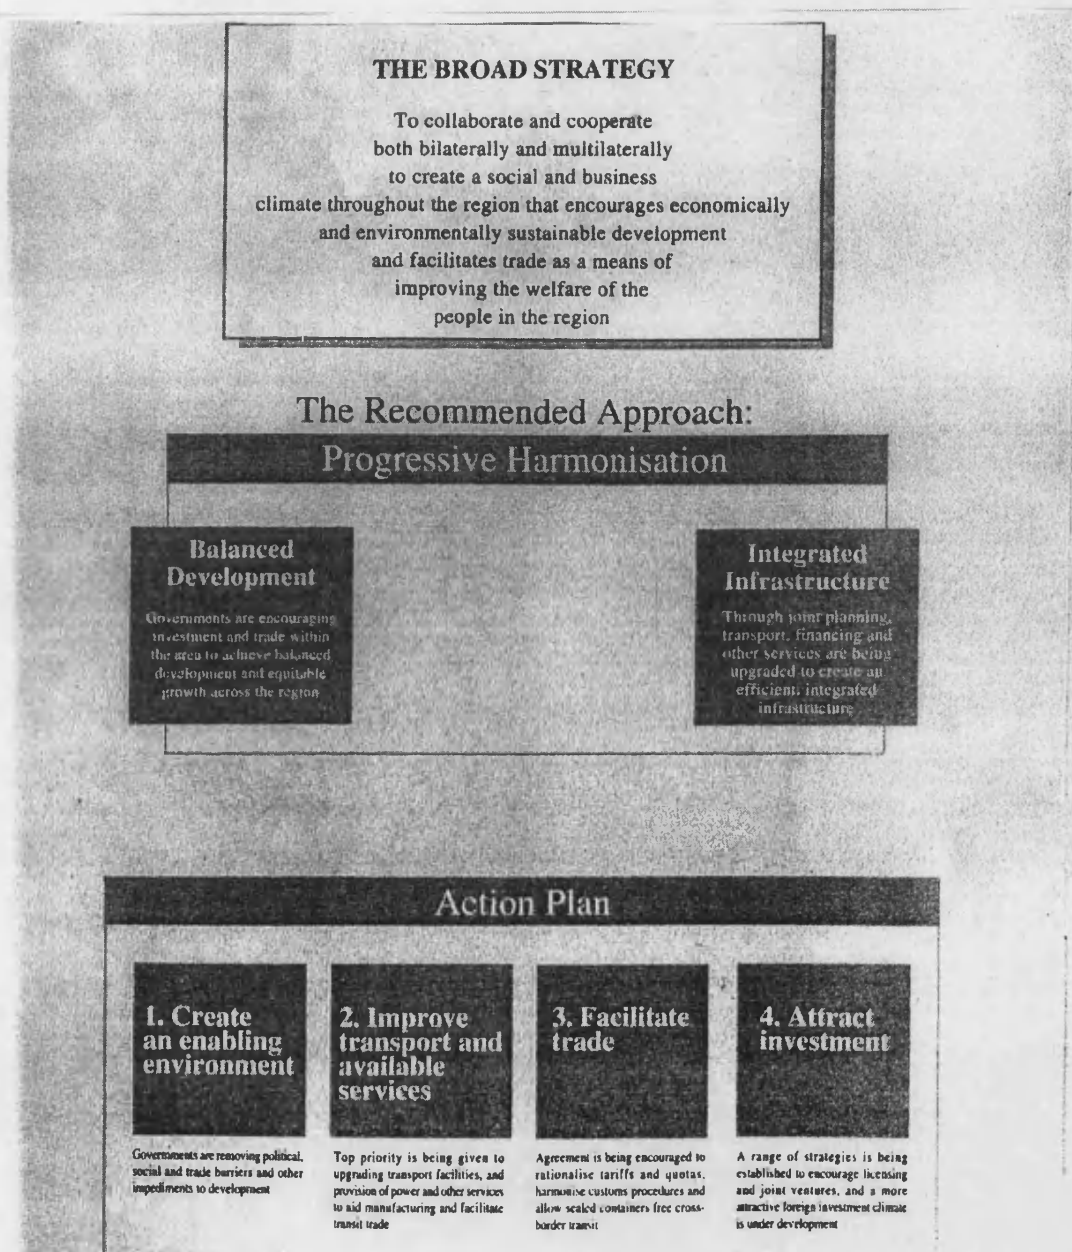 THE BROAD STRATEGY
To collaborate and cooperate
both bilaterally and multilaterally
to create a social and business
climate throughout the region that encourages economically
and environmentally sustainable development
and facilitates trade as a means of
improving the welfare of the
people in the region
The Recommended Approach:
Progressive Harmonisation
Balanced
Development
Governments are encouraging
investment and trade within
the area to achieve balanced
development and equitable
growth across the region
Integrated
Infrastructure
Through joint planning,
transport, financing and
other services are being
upgraded to create an
efficient, integrated
infrastructure
Action Plan
1. Create
an enabling
environment
Governments are removing political,
social and trade barriers and other
impediments to development
2. Improve
transport and
available
services
Top priority is being given to
upgrading transport facilities, and
provision of power and other services
to aid manufacturing and facilitate
transit trade
3. Facilitate
trade
Agreement is being encouraged to
rationalise tariffs and quotas,
harmonise customs procedures and
allow sealed containers free cross-
border transit
4. Attract
investment
A range of strategies is being
established to encourage licensing
and joint ventures, and a more
attractive foreign investment climate
is under development